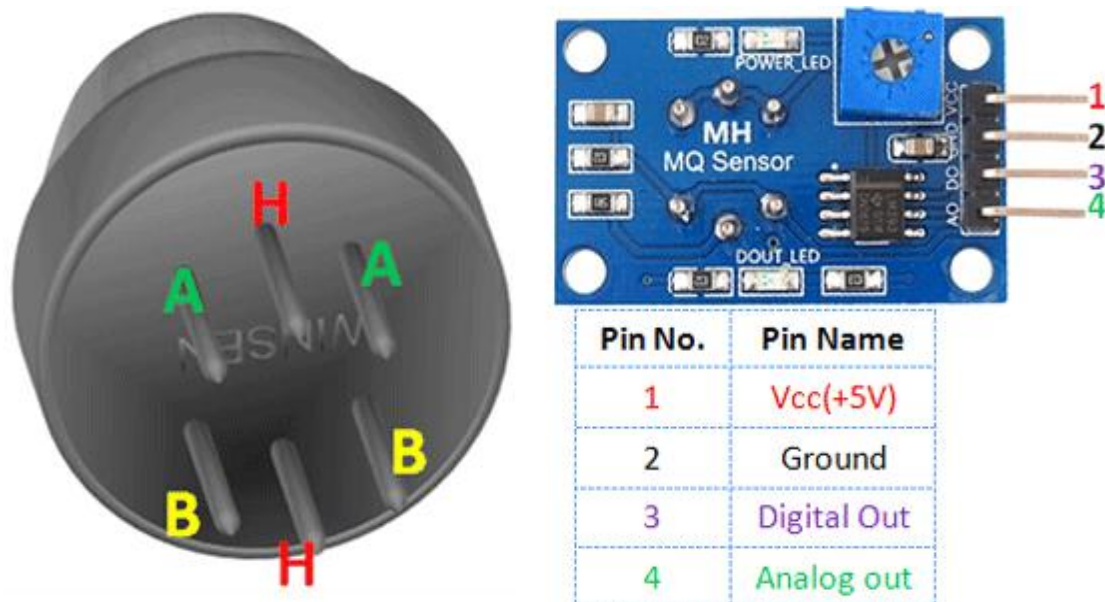 H
A
A
WINSEN
B
B
H
POWER_LED
MH
MQ Sensor
DOUT_LED
VCC
GND
DO
AO
1
2
3
4
Pin No. Pin Name
1 Vcc(+5V)
2 Ground
3 Digital Out
4 Analog out